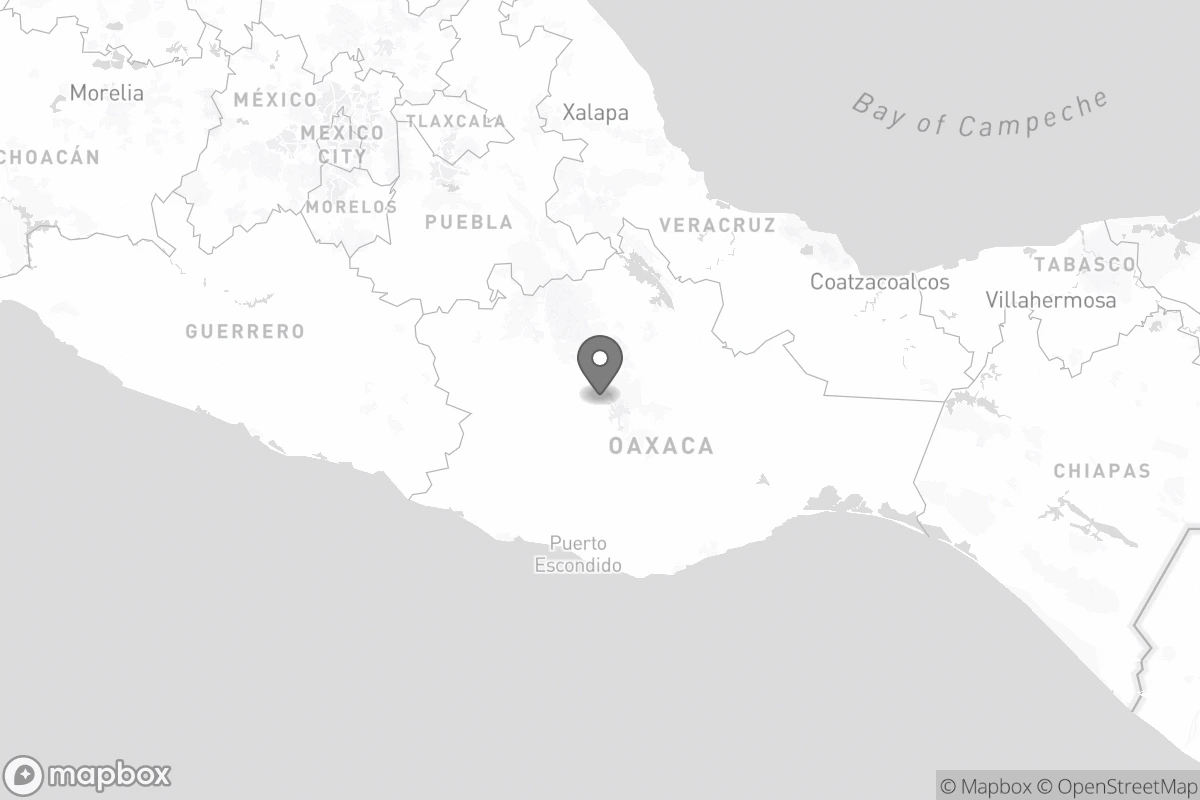 Morelia
MÉXICO
Xalapa
Bay of Campeche
TLAXCALA
MEXICO
CITY
CHOACÁN
MORELOS
PUEBLA
VERACRUZ
TABASCO
Coatzacoalcos
Villahermosa
GUERRERO
OAXACA
CHIAPAS
Puerto
Escondido
mapbox
© Mapbox © OpenStreetMap